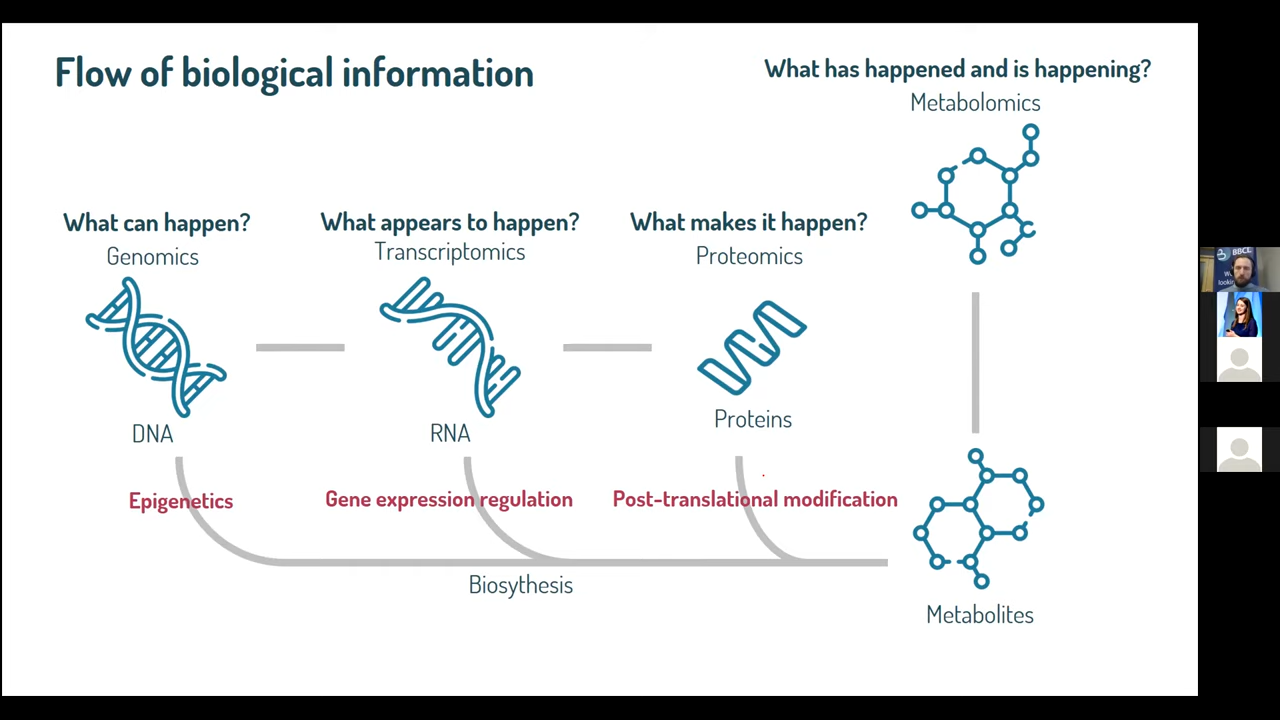 Flow of biological information
What has happened and is happening?
Metabolomics
What can happen?
Genomics
What appears to happen?
Transcriptomics
What makes it happen?
Proteomics
DNA
RNA
Proteins
Epigenetics
Gene expression regulation
Post-translational modification
Biosythesis
Metabolites
BBCC